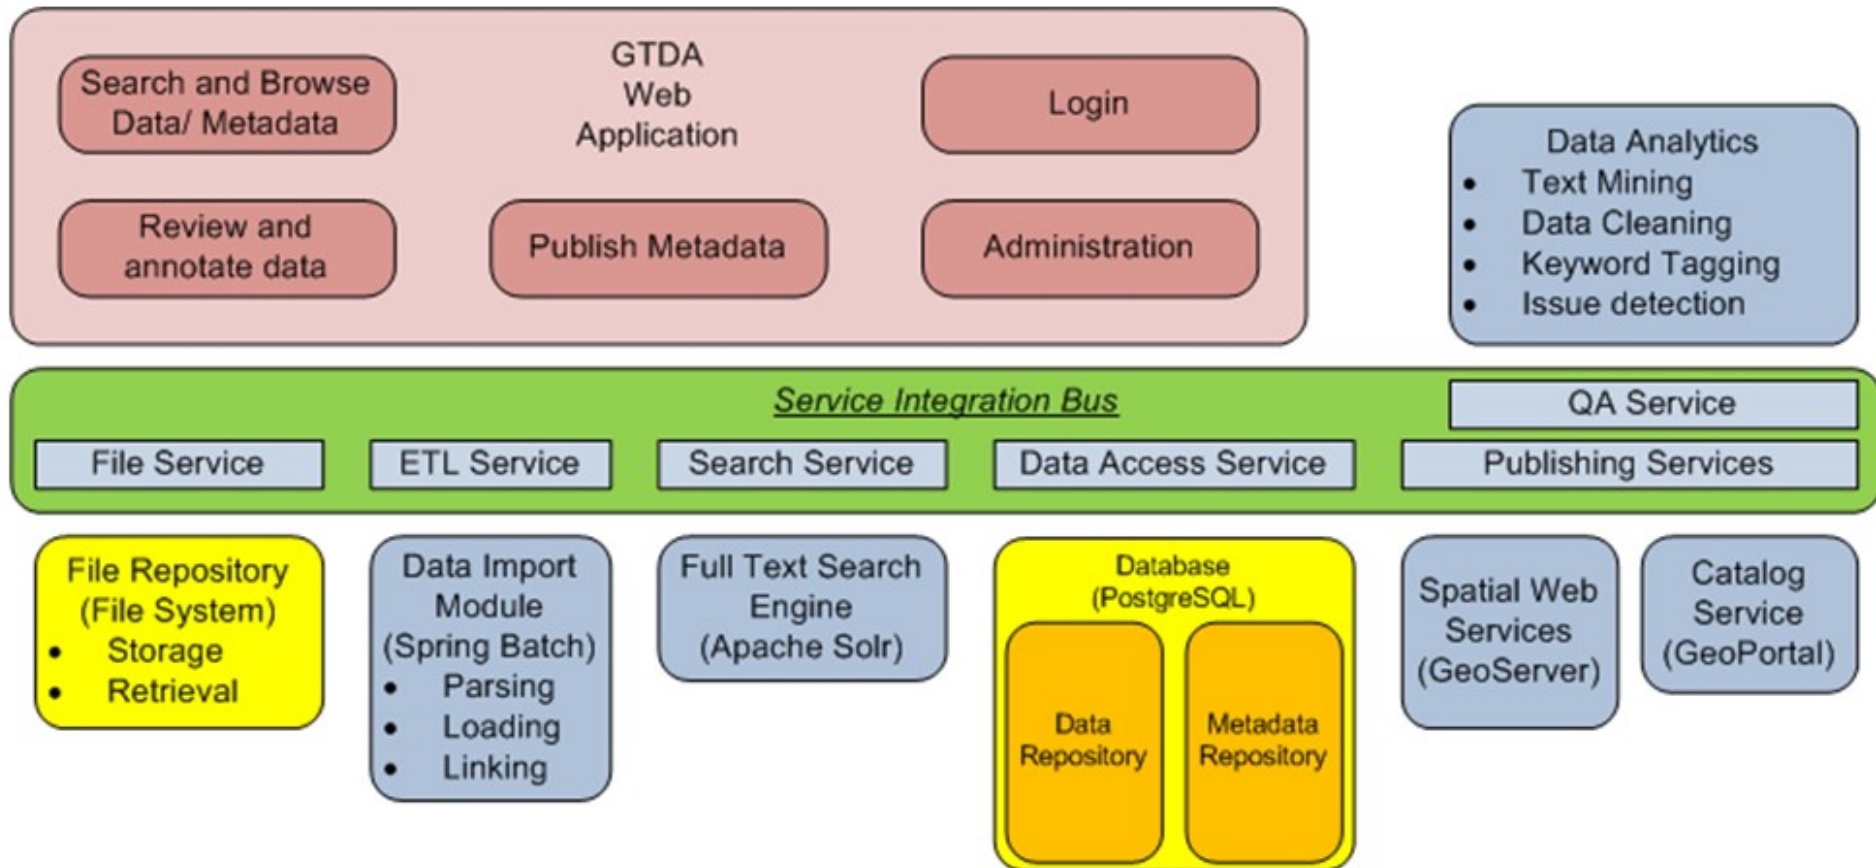 GTDA
Web
Application
Search and Browse
Data/ Metadata
Login
Review and
annotate data
Publish Metadata
Administration
Data Analytics
• Text Mining
• Data Cleaning
• Keyword Tagging
• Issue detection
Service Integration Bus
QA Service
File Service
ETL Service
Search Service
Data Access Service
Publishing Services
File Repository
(File System)
• Storage
• Retrieval
Data Import
Module
(Spring Batch)
• Parsing
• Loading
• Linking
Full Text Search
Engine
(Apache Solr)
Database
(PostgreSQL)
Data
Repository
Metadata
Repository
Spatial Web
Services
(GeoServer)
Catalog
Service
(GeoPortal)